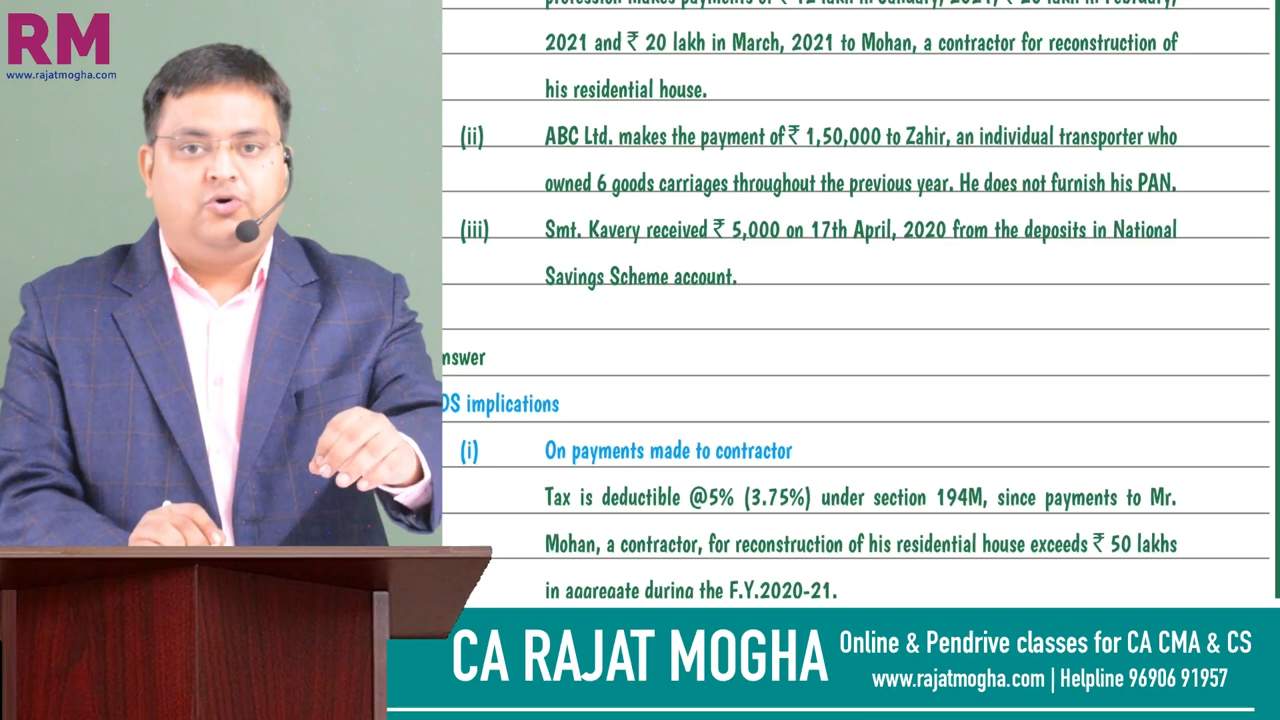 RM
www.rajatmogha.com
2021 and ₹ 20 lakh in March, 2021 to Mohan, a contractor for reconstruction of
his residential house.
(ii) ABC Ltd. makes the payment of ₹ 1,50,000 to Zahir, an individual transporter who
owned 6 goods carriages throughout the previous year. He does not furnish his PAN.
(iii) Smt. Kavery received ₹ 5,000 on 17th April, 2020 from the deposits in National
Savings Scheme account.
nswer
DS implications
(i) On payments made to contractor
Tax is deductible @5% (3.75%) under section 194M, since payments to Mr.
Mohan, a contractor, for reconstruction of his residential house exceeds ₹ 50 lakhs
in aggregate during the F.Y.2020-21.
CA RAJAT MOGHA
Online & Pendrive classes for CA CMA & CS
www.rajatmogha.com | Helpline 96906 91957